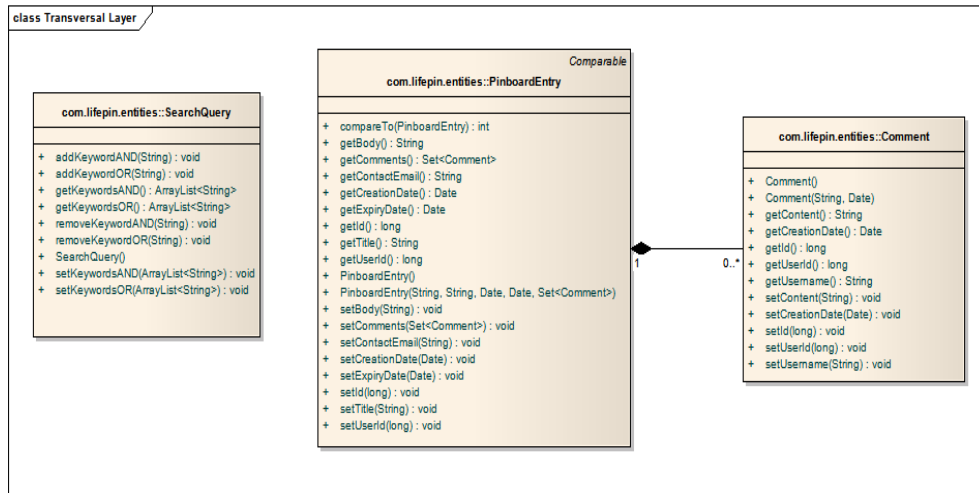 class Transversal Layer
com.lifepin.entities::SearchQuery
+ addKeywordAND(String) : void
+ addKeywordOR(String) : void
+ getKeywordsAND() : ArrayList<String>
+ getKeywordsOR() : ArrayList<String>
+ removeKeywordAND(String) : void
+ removeKeywordOR(String) : void
+ SearchQuery()
+ setKeywordsAND(ArrayList<String>) : void
+ setKeywordsOR(ArrayList<String>) : void
Comparable
com.lifepin.entities::PinboardEntry
+ compareTo(PinboardEntry) : int
+ getBody() : String
+ getComments() : Set<Comment>
+ getContactEmail() : String
+ getCreationDate() : Date
+ getExpiryDate() : Date
+ getId() : long
+ getTitle() : String
+ getUserId() : long
+ PinboardEntry()
+ PinboardEntry(String, String, Date, Date, Set<Comment>)
+ setBody(String) : void
+ setComments(Set<Comment>) : void
+ setContactEmail(String) : void
+ setCreationDate(Date) : void
+ setExpiryDate(Date) : void
+ setId(long) : void
+ setTitle(String) : void
+ setUserId(long) : void
1
0..*
com.lifepin.entities::Comment
+ Comment()
+ Comment(String, Date)
+ getContent() : String
+ getCreationDate() : Date
+ getId() : long
+ getUserId() : long
+ getUsername() : String
+ setContent(String) : void
+ setCreationDate(Date) : void
+ setId(long) : void
+ setUserId(long) : void
+ setUsername(String) : void